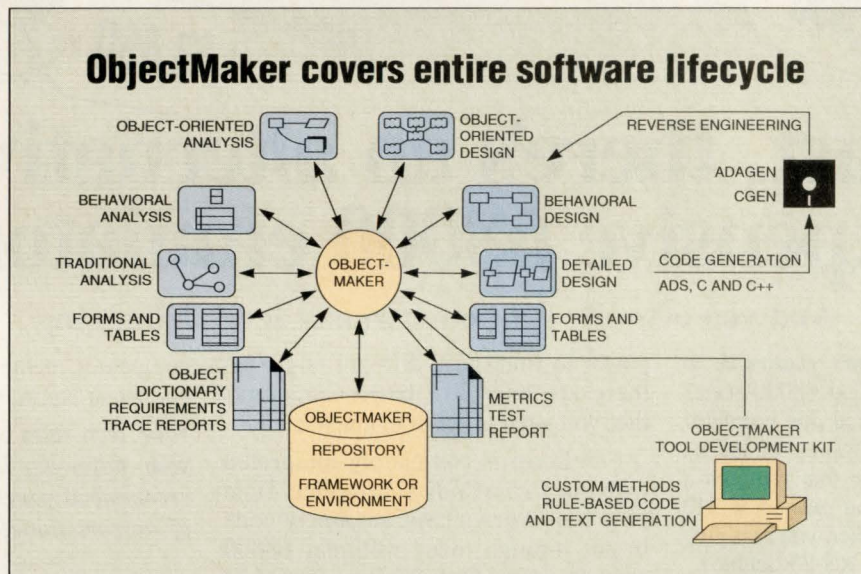 ObjectMaker covers entire software lifecycle
OBJECT-ORIENTED
ANALYSIS
OBJECT-
ORIENTED
DESIGN
REVERSE ENGINEERING
ADAGEN
CGEN
BEHAVIORAL
ANALYSIS
BEHAVIORAL
DESIGN
TRADITIONAL
ANALYSIS
OBJECT-
MAKER
DETAILED
DESIGN
CODE GENERATION
ADS, C AND C++
FORMS AND
TABLES
FORMS AND
TABLES
OBJECT
DICTIONARY
REQUIREMENTS
TRACE REPORTS
OBJECTMAKER
REPOSITORY
FRAMEWORK OR
ENVIRONMENT
METRICS
TEST
REPORT
OBJECTMAKER
TOOL DEVELOPMENT KIT
CUSTOM METHODS
RULE-BASED CODE
AND TEXT GENERATION